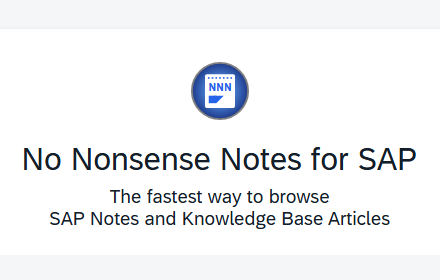 NNN
No Nonsense Notes for SAP
The fastest way to browse
SAP Notes and Knowledge Base Articles